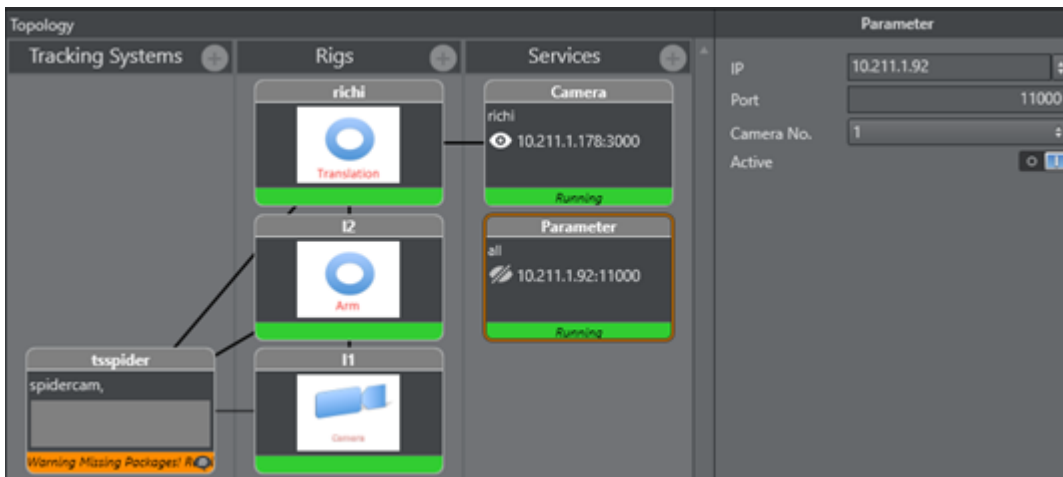 Topology
Parameter
Tracking Systems
Rigs
Services
richi
Translation
Camera
richi
10.211.1.178:3000
Running
l2
Arm
Parameter
all
10.211.1.92:11000
Running
tsspider
spidercam,
Warning Missing Packages!
l1
Camera
IP
10.211.1.92
Port
11000
Camera No.
1
Active